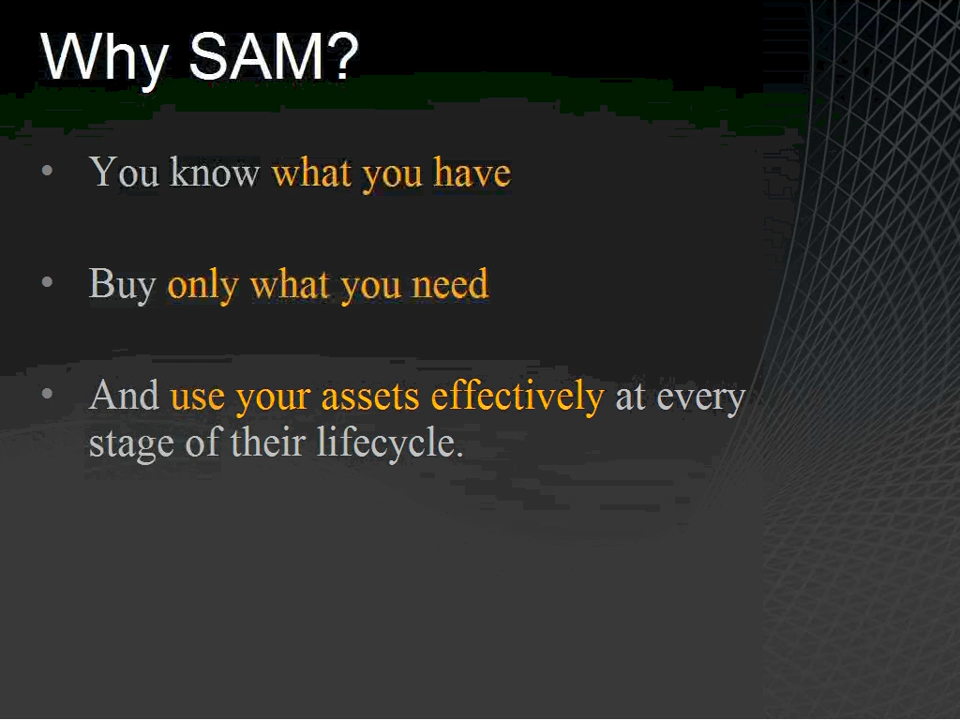 Why SAM?
• You know what you have
• Buy only what you need
• And use your assets effectively at every
stage of their lifecycle.